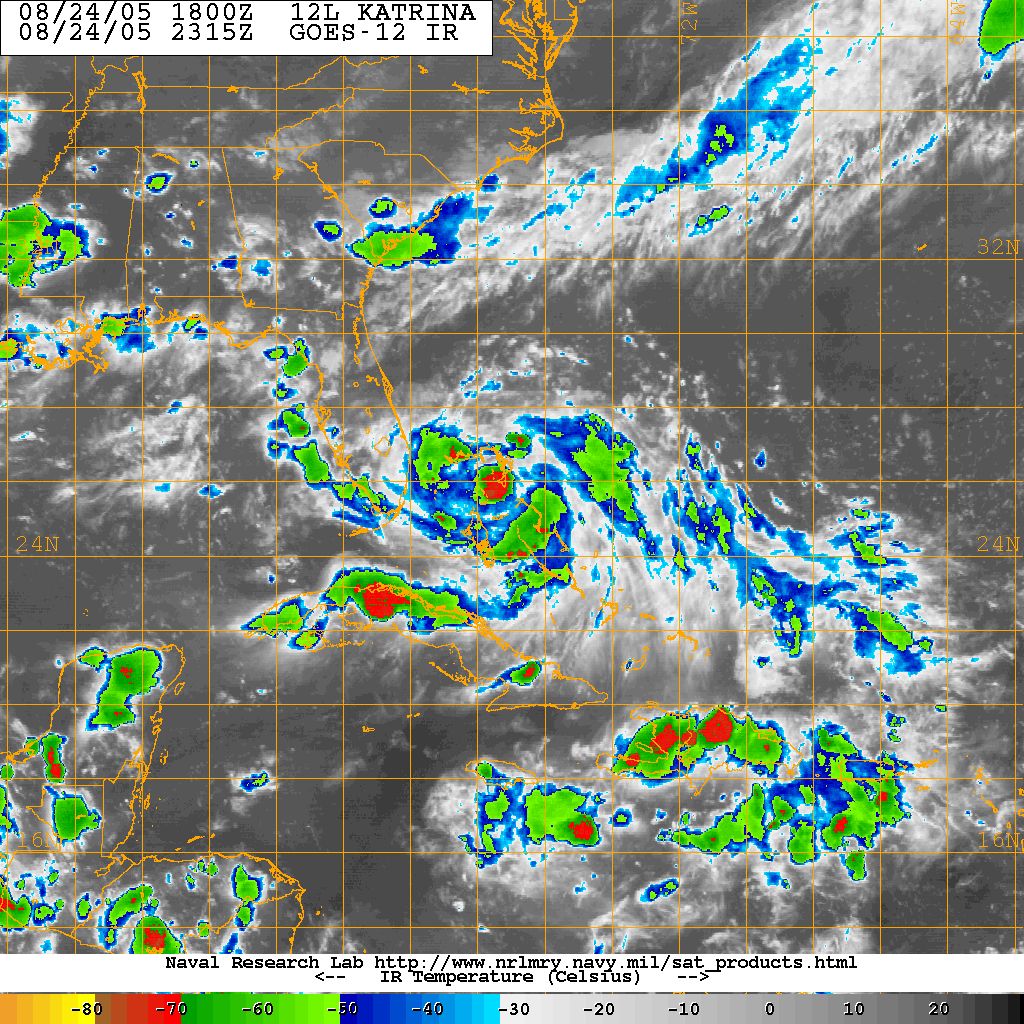 08/24/05 1800Z 12L KATRINA
08/24/05 2315Z GOES-12 IR
72W
64W
32N
24N
24N
16N
16N
Naval Research Lab http://www.nrlmry.navy.mil/sat_products.html
<-- IR Temperature (Celsius) -->
-80 -70 -60 -50 -40 -30 -20 -10 0 10 20